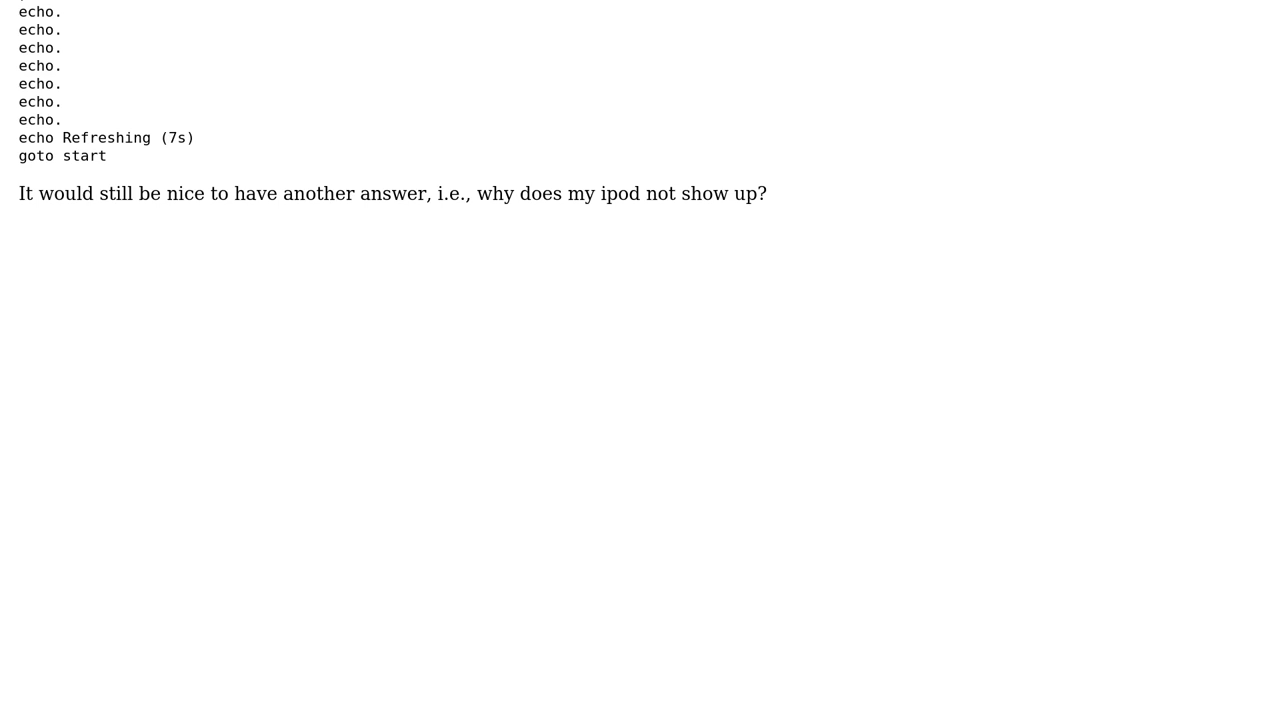 echo.
echo.
echo.
echo.
echo.
echo.
echo.
echo Refreshing (7s)
goto start
It would still be nice to have another answer, i.e., why does my ipod not show up?